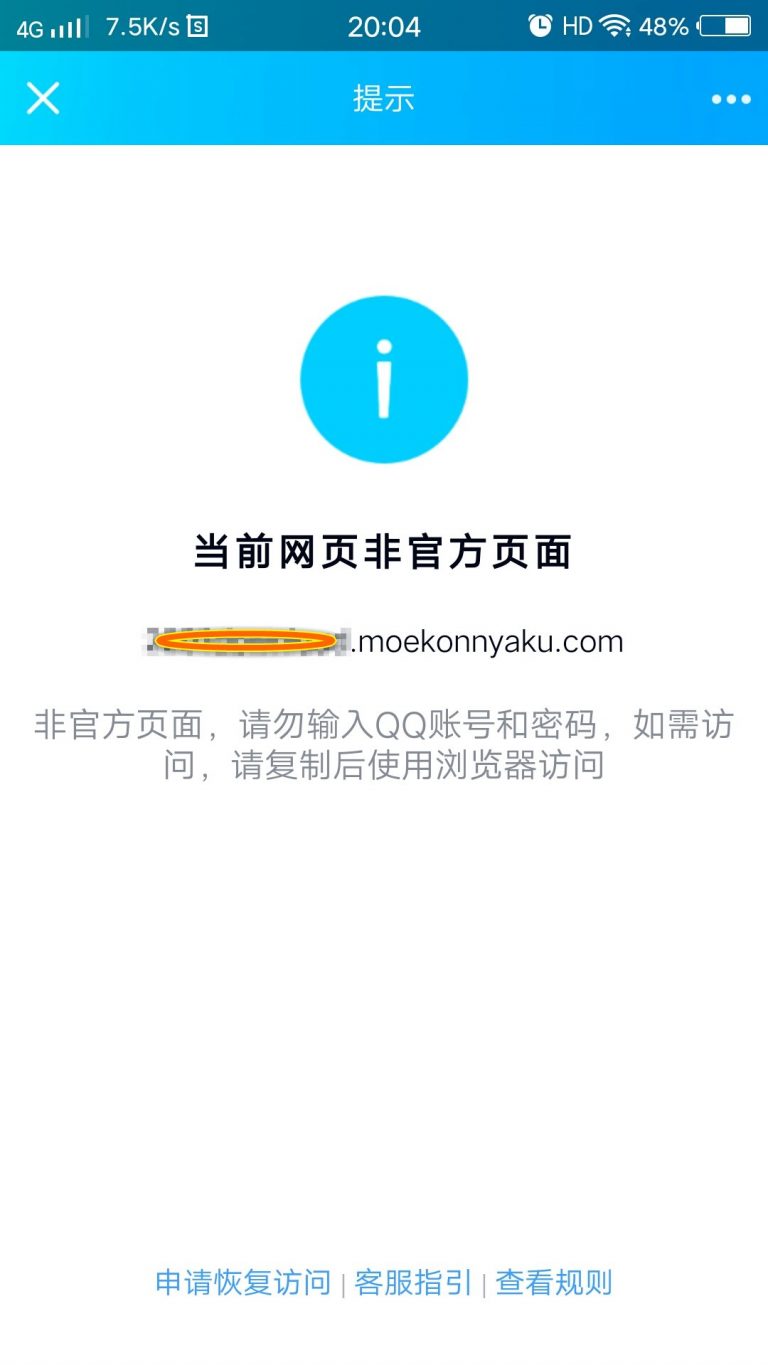 4G 7.5K/s 20:04 HD 48%
提示
当前网页非官方页面
.moekonnyaku.com
非官方页面，请勿输入QQ账号和密码，如需访
问，请复制后使用浏览器访问
申请恢复访问 | 客服指引 | 查看规则